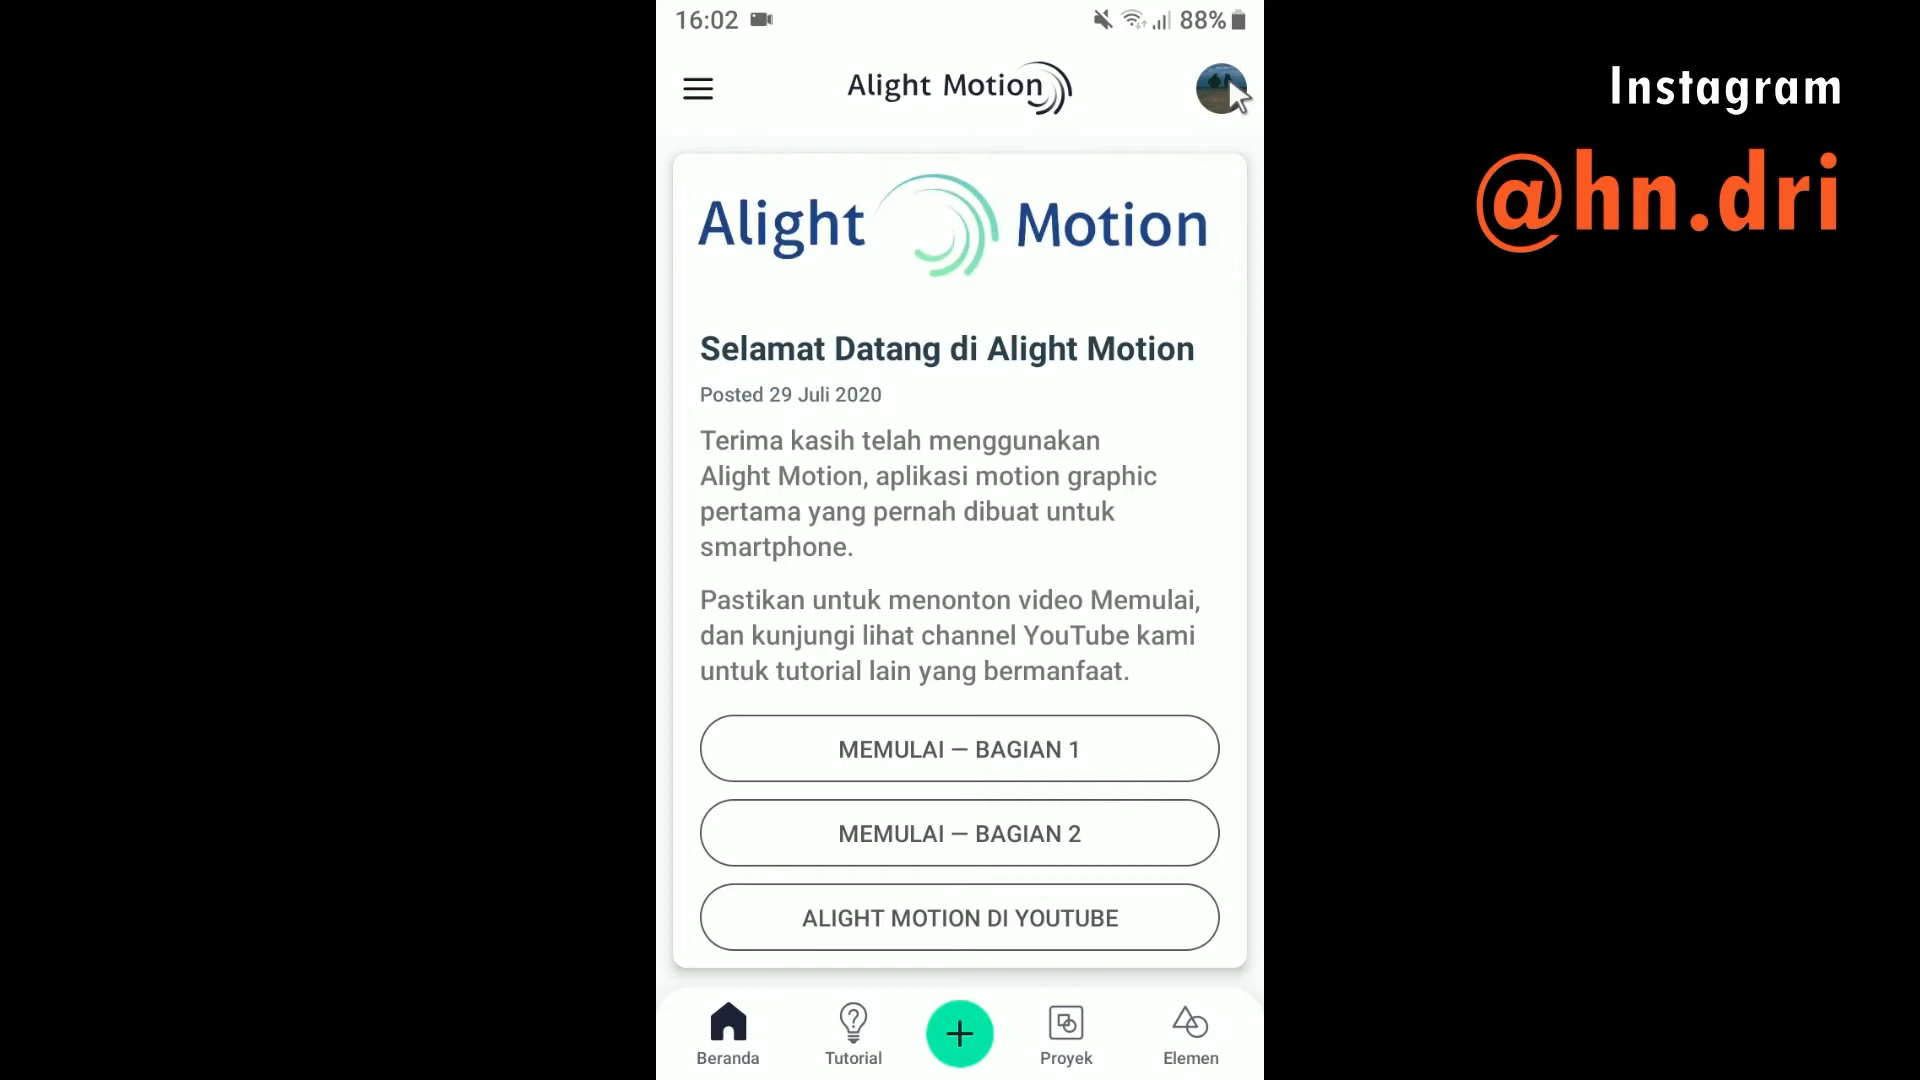 16:02
88%
Alight Motion
Instagram
@hn.dri
Alight Motion
Selamat Datang di Alight Motion
Posted 29 Juli 2020
Terima kasih telah menggunakan
Alight Motion, aplikasi motion graphic
pertama yang pernah dibuat untuk
smartphone.
Pastikan untuk menonton video Memulai,
dan kunjungi lihat channel YouTube kami
untuk tutorial lain yang bermanfaat.
MEMULAI — BAGIAN 1
MEMULAI — BAGIAN 2
ALIGHT MOTION DI YOUTUBE
Beranda
Tutorial
Proyek
Elemen